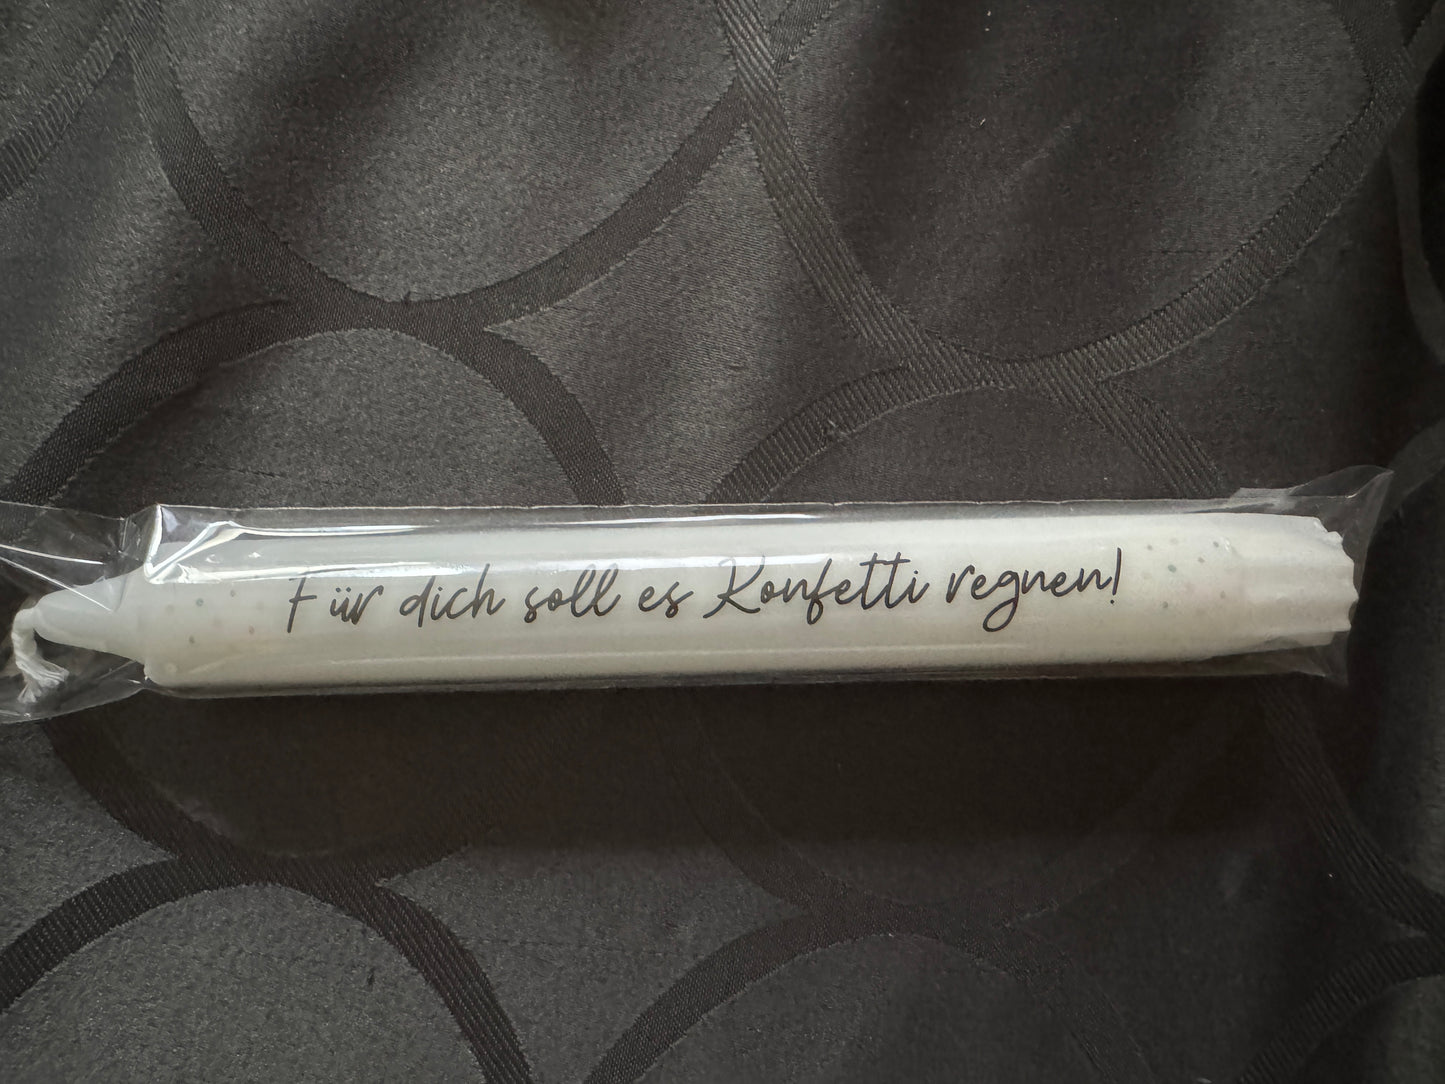 Für dich soll es Konfetti regnen!